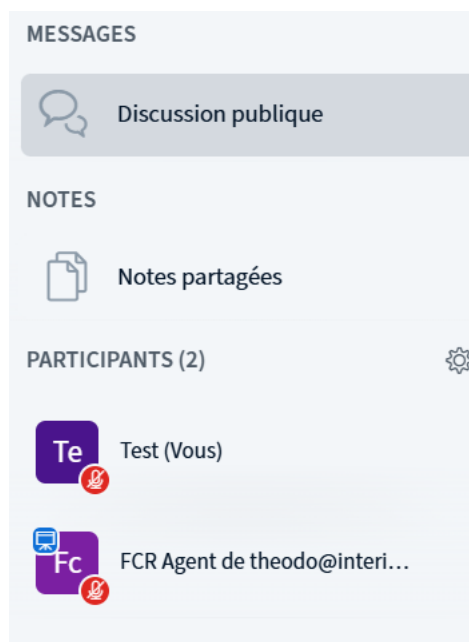 MESSAGES
Discussion publique
NOTES
Notes partagées
PARTICIPANTS (2)
Te
Test (Vous)
Fc
FCR Agent de theodo@interi...